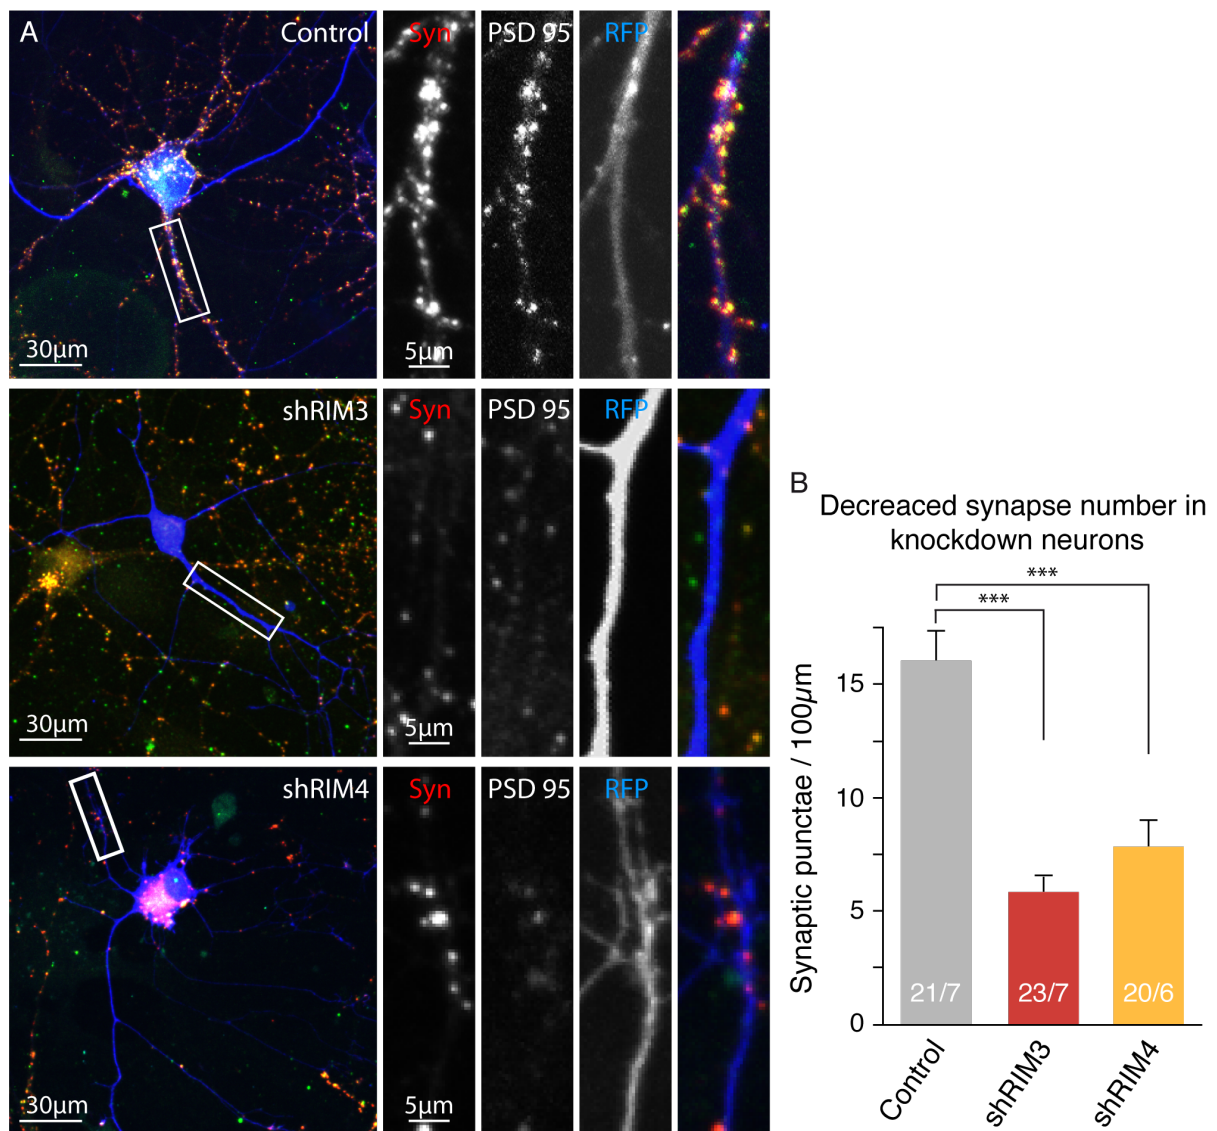 A
Control
Syn
PSD 95
RFP
30µm
5µm
shRIM3
Syn
PSD 95
RFP
30µm
5µm
shRIM4
Syn
PSD 95
RFP
30µm
5µm
B
Decreaced synapse number in
knockdown neurons
***
***
Synaptic punctae / 100µm
15
10
5
0
21/7
23/7
20/6
Control
shRIM3
shRIM4